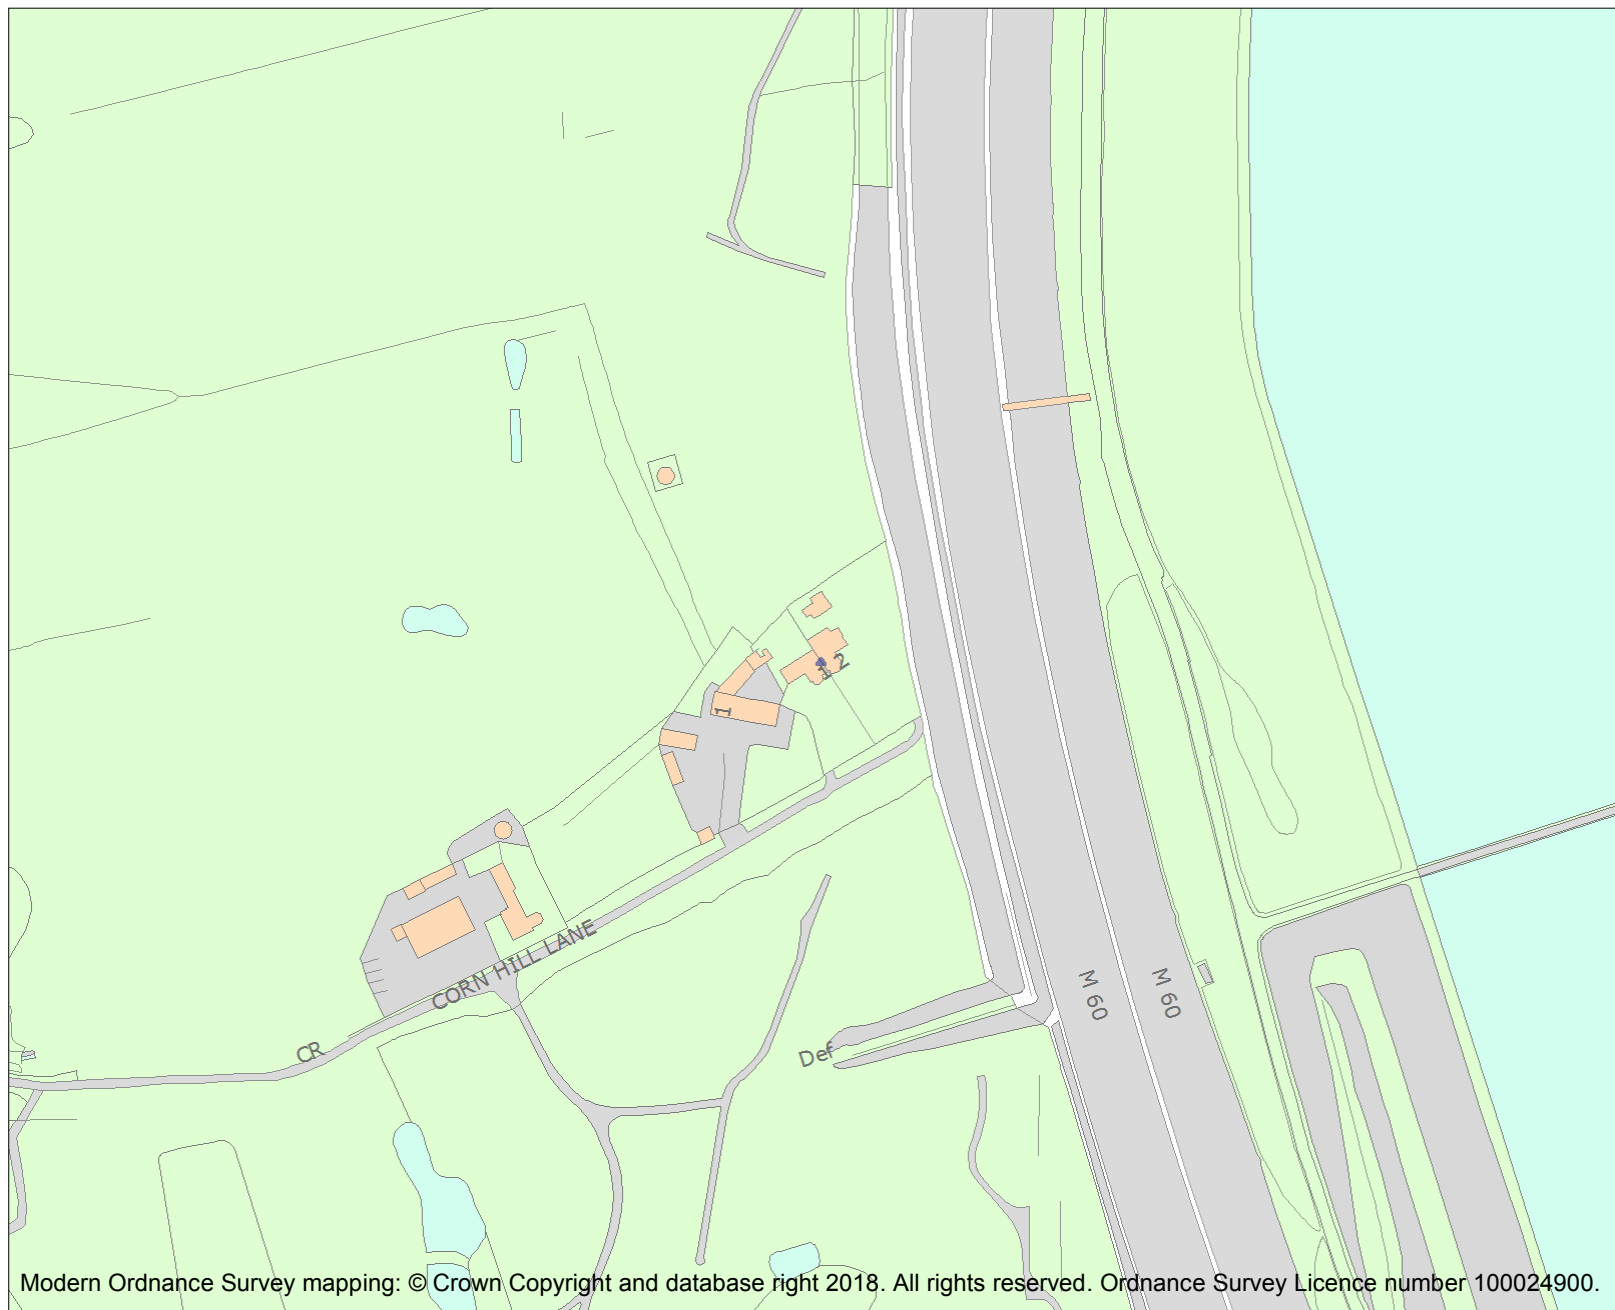 1 2
1
CORN HILL LANE
CR
Def
M 60
M 60
Modern Ordnance Survey mapping: © Crown Copyright and database right 2018. All rights reserved. Ordnance Survey Licence number 100024900.